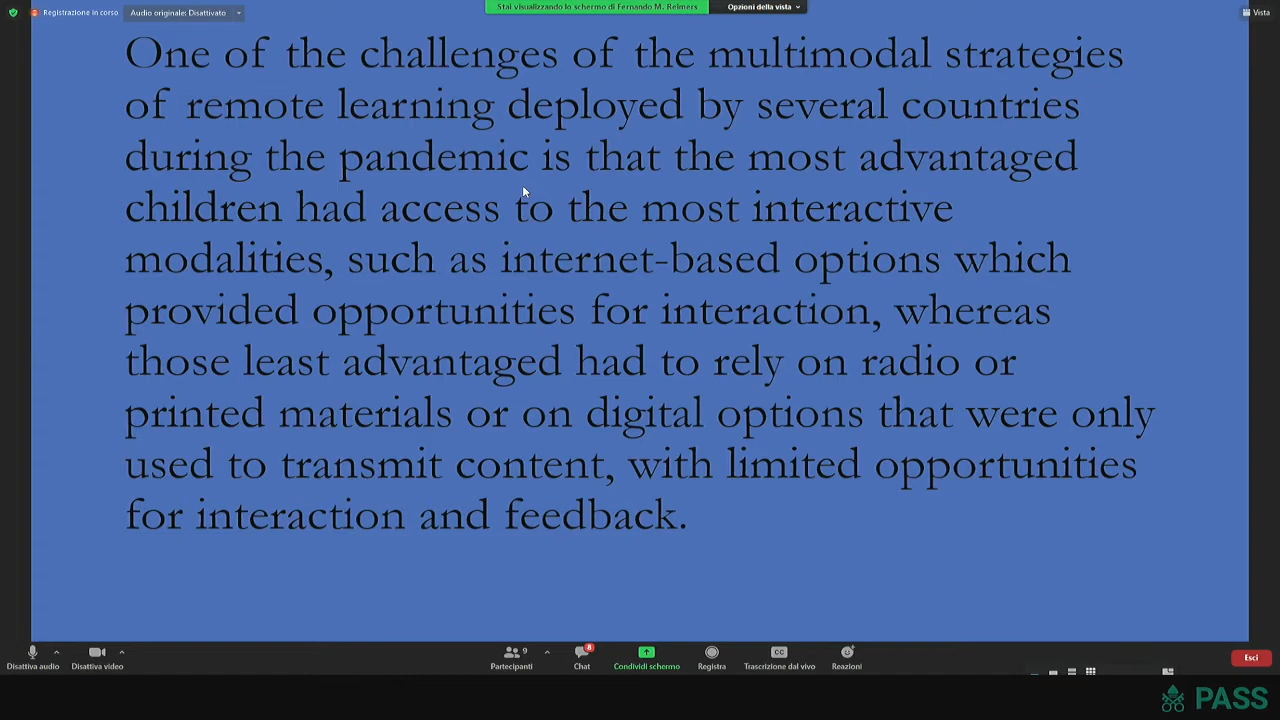 Registrazione in corso
Audio originale: Disattivato
Stai visualizzando lo schermo di Fernando M. Reimers
Opzioni della vista
Vista
One of the challenges of the multimodal strategies
of remote learning deployed by several countries
during the pandemic is that the most advantaged
children had access to the most interactive
modalities, such as internet-based options which
provided opportunities for interaction, whereas
those least advantaged had to rely on radio or
printed materials or on digital options that were only
used to transmit content, with limited opportunities
for interaction and feedback.
Disattiva audio
Disattiva video
9
Partecipanti
8
Chat
Condividi schermo
Registra
CC
Trascrizione dal vivo
Reazioni
Esci
PASS